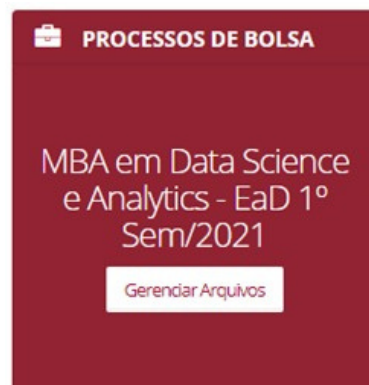 PROCESSOS DE BOLSA
MBA em Data Science
e Analytics - EaD 1º
Sem/2021
Gerenciar Arquivos